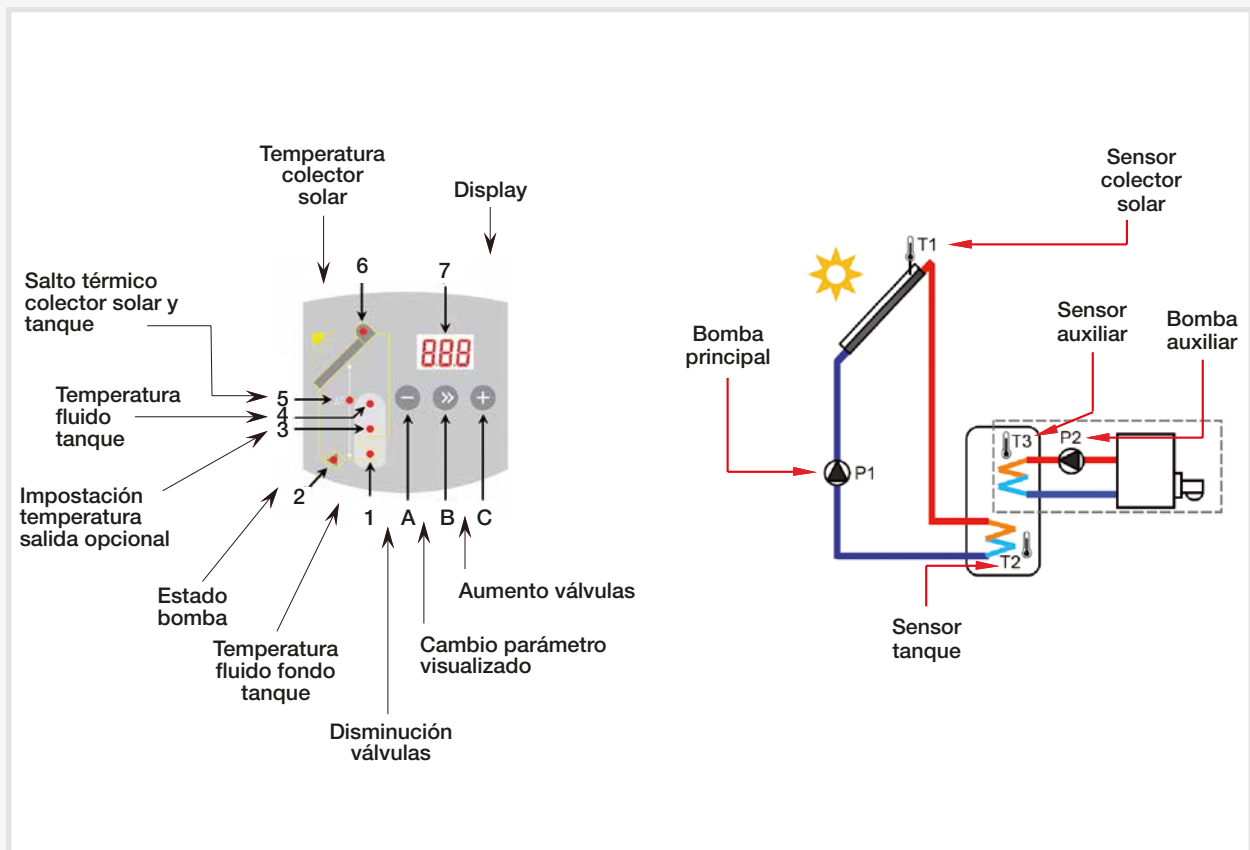 Temperatura
colector
solar
Display
6
7
Salto térmico
colector solar y
tanque
888
5
Temperatura
fluido
tanque
4
3
Impostación
temperatura
salida opcional
2
1
A
B
C
Estado
bomba
Temperatura
fluido fondo
tanque
Aumento válvulas
Cambio parámetro
visualizado
Disminución
válvulas
Sensor
colector
solar
T1
Sensor
auxiliar
Bomba
auxiliar
Bomba
principal
P1
T3
P2
T2
Sensor
tanque